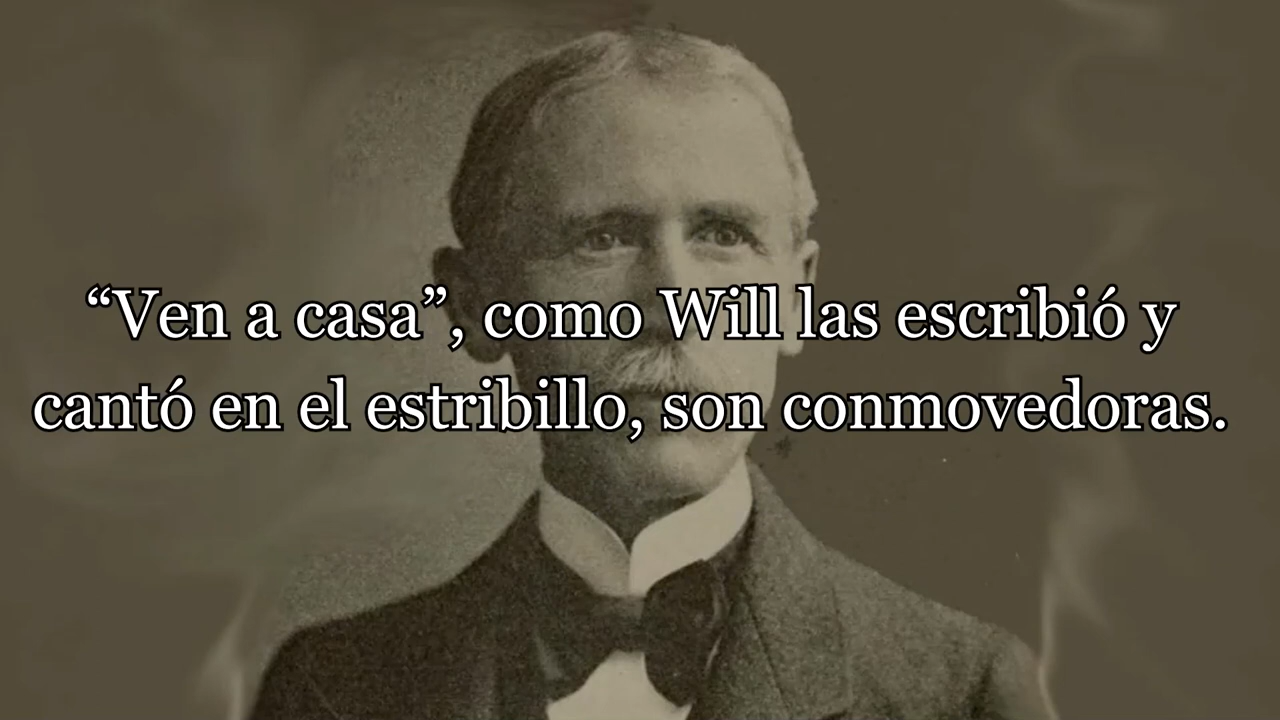 “Ven a casa”, como Will las escribió y
cantó en el estribillo, son conmovedoras.